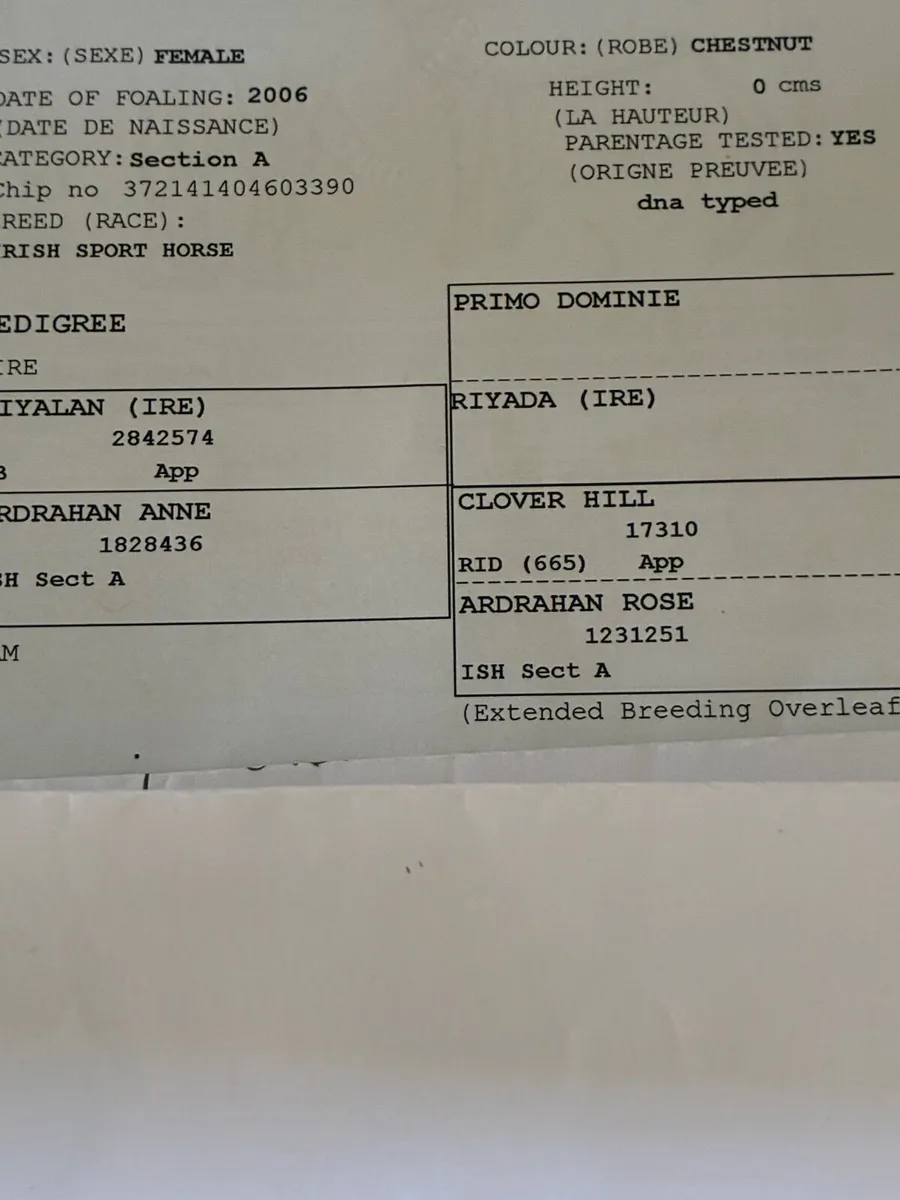 SEX: (SEXE) FEMALE
COLOUR: (ROBE) CHESTNUT
DATE OF FOALING: 2006
HEIGHT: 0 cms
(DATE DE NAISSANCE)
(LA HAUTEUR)
CATEGORY: Section A
PARENTAGE TESTED: YES
Chip no 372141404603390
(ORIGNE PREUVEE)
REED (RACE):
dna typed
RISH SPORT HORSE
EDIGREE
PRIMO DOMINIE
IRE
IYALAN (IRE)
2842574
App
RIYADA (IRE)
RDRAHAN ANNE
1828436
SH Sect A
CLOVER HILL
17310
RID (665) App
ARDRAHAN ROSE
1231251
ISH Sect A
AM
(Extended Breeding Overleaf